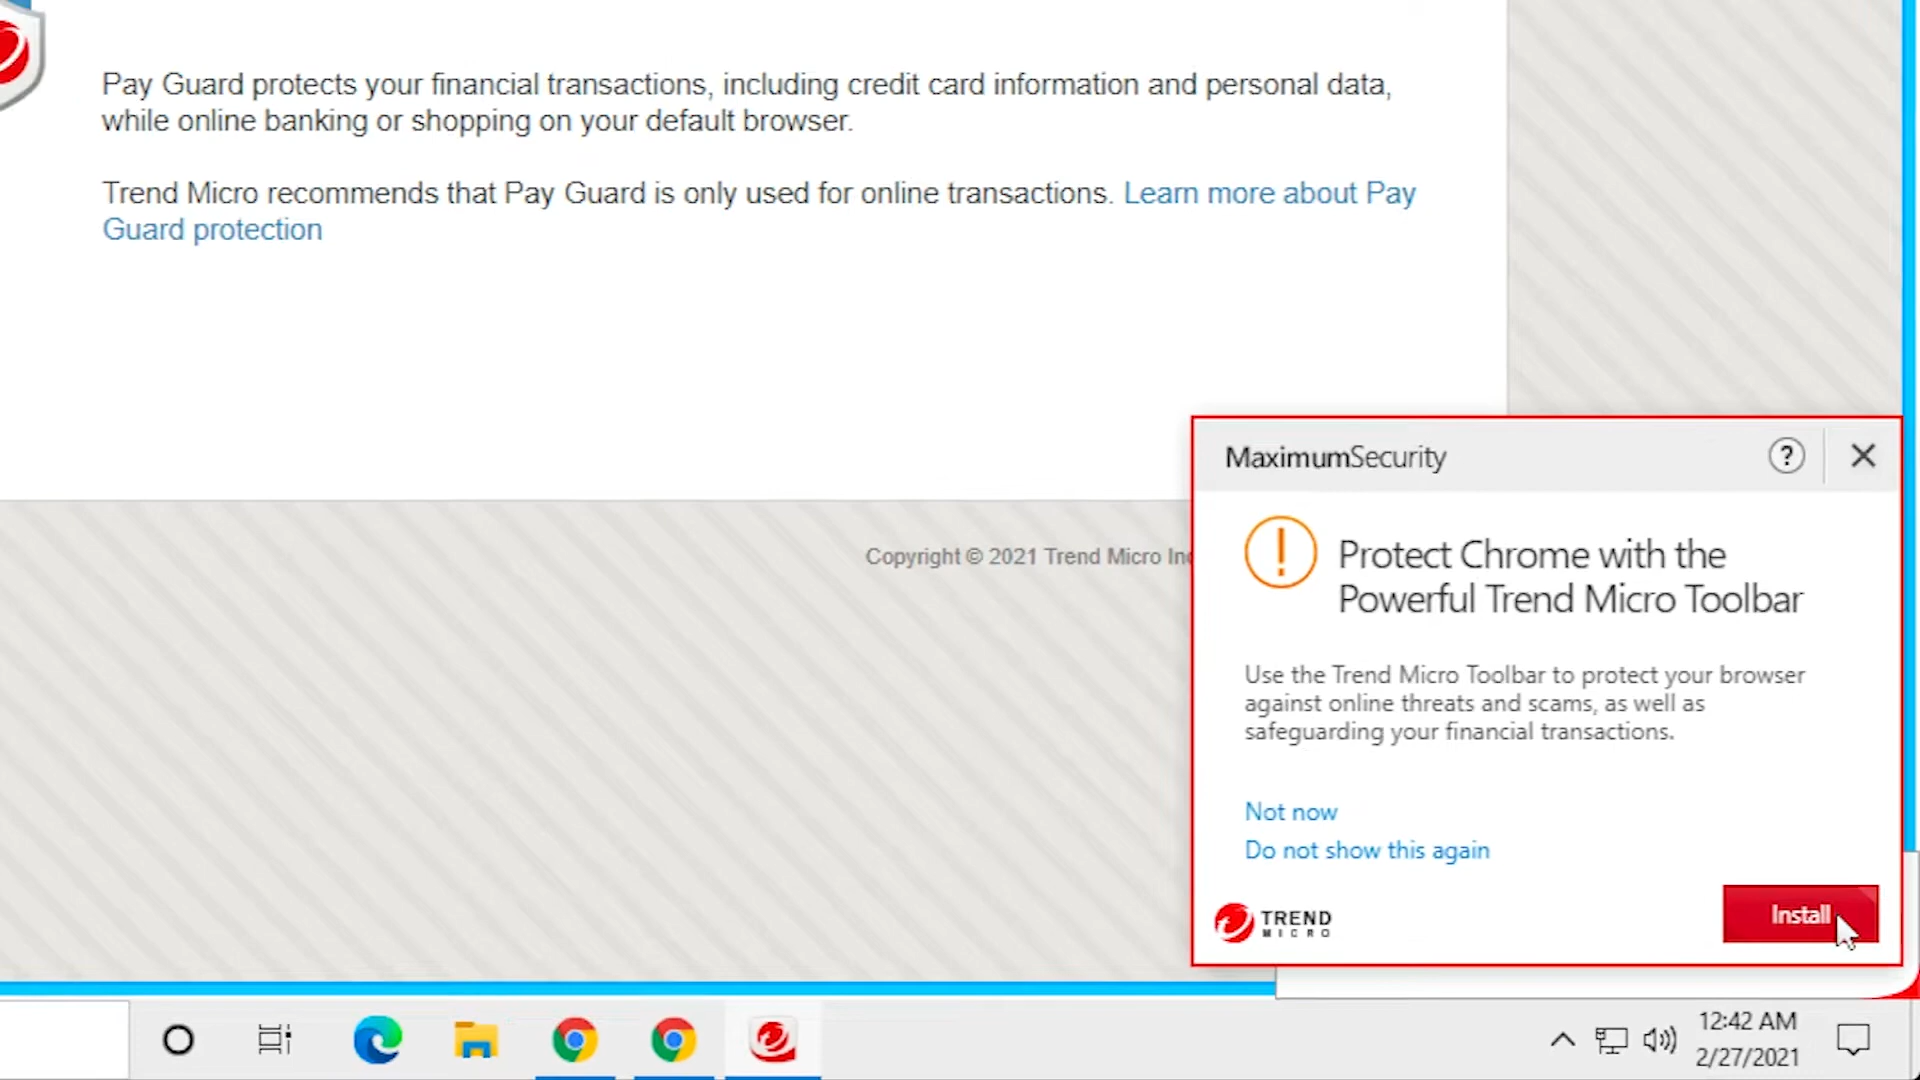 Pay Guard protects your financial transactions, including credit card information and personal data,
while online banking or shopping on your default browser.
Trend Micro recommends that Pay Guard is only used for online transactions. Learn more about Pay
Guard protection
Copyright © 2021 Trend Micro Inc
MaximumSecurity
?
Protect Chrome with the
Powerful Trend Micro Toolbar
Use the Trend Micro Toolbar to protect your browser
against online threats and scams, as well as
safeguarding your financial transactions.
Not now
Do not show this again
TREND
MICRO
Install
12:42 AM
2/27/2021